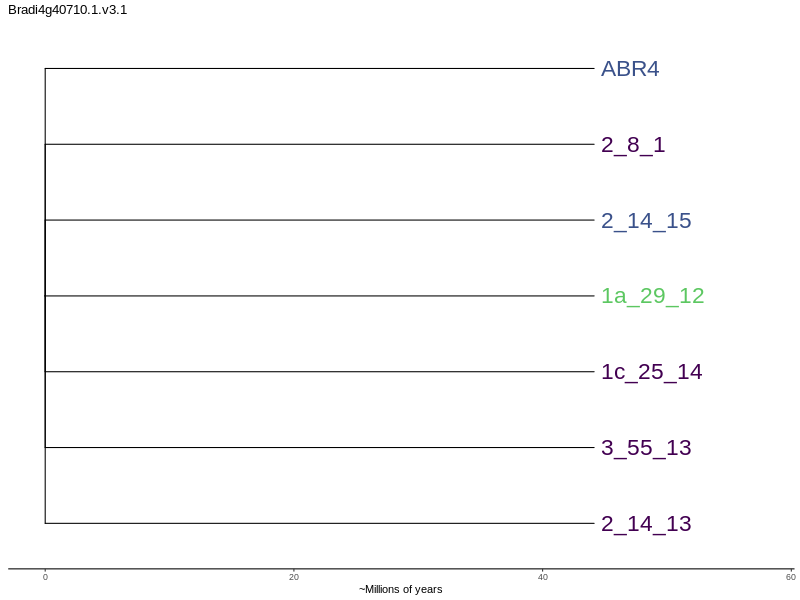 Bradi4g40710.1.v3.1
ABR4
2_8_1
2_14_15
1a_29_12
1c_25_14
3_55_13
2_14_13
0 20 40 60
~Millions of years